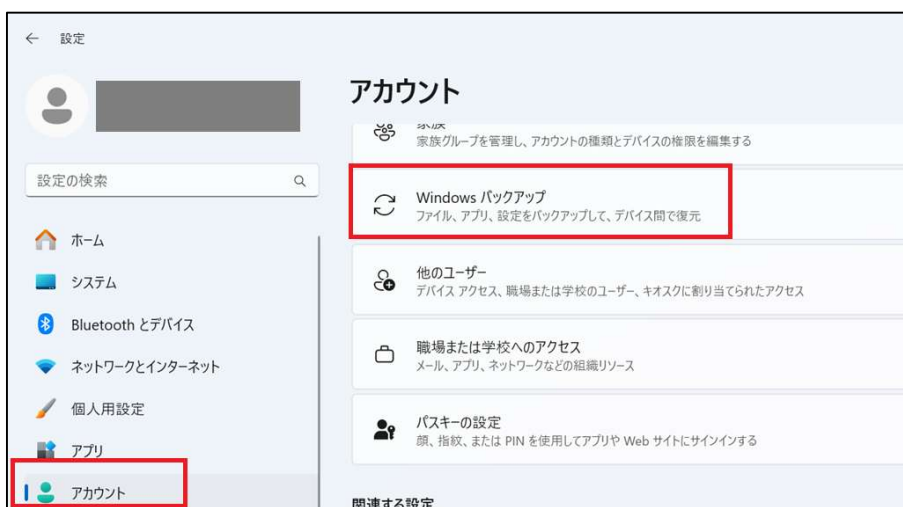 設定
アカウント
家族
家族グループを管理し、アカウントの種類とデバイスの権限を編集する
設定の検索
Windows バックアップ
ファイル、アプリ、設定をバックアップして、デバイス間で復元
ホーム
システム
Bluetooth とデバイス
ネットワークとインターネット
個人用設定
アプリ
アカウント
他のユーザー
デバイス アクセス、職場または学校のユーザー、キオスクに割り当てられたアクセス
職場または学校へのアクセス
メール、アプリ、ネットワークなどの組織リソース
パスキーの設定
顔、指紋、または PIN を使用してアプリや Web サイトにサインインする
関連する設定